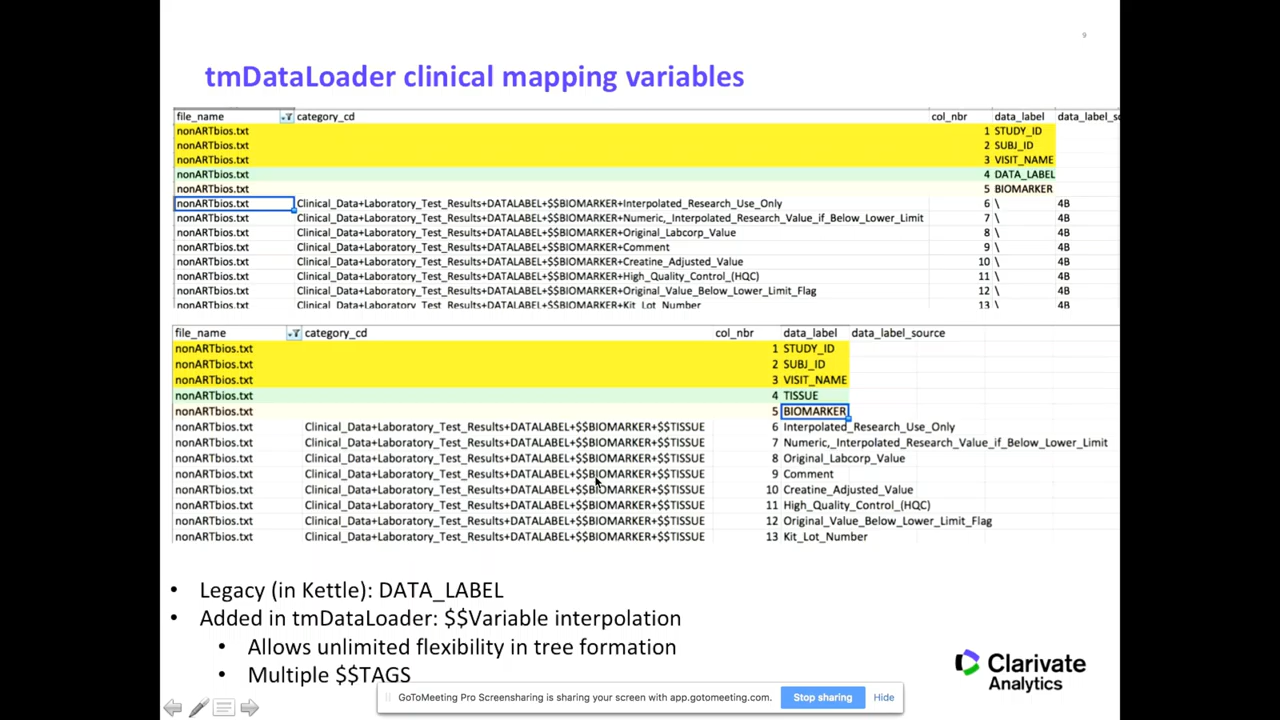 9
tmDataLoader clinical mapping variables
file_name category_cd col_nbr data_label data_label_s
nonARTbios.txt 1 STUDY_ID
nonARTbios.txt 2 SUBJ_ID
nonARTbios.txt 3 VISIT_NAME
nonARTbios.txt 4 DATA_LABEL
nonARTbios.txt 5 BIOMARKER
nonARTbios.txt Clinical_Data+Laboratory_Test_Results+DATALABEL+$$BIOMARKER+Interpolated_Research_Use_Only 6 \ 4B
nonARTbios.txt Clinical_Data+Laboratory_Test_Results+DATALABEL+$$BIOMARKER+Numeric,_Interpolated_Research_Value_if_Below_Lower_Limit 7 \ 4B
nonARTbios.txt Clinical_Data+Laboratory_Test_Results+DATALABEL+$$BIOMARKER+Original_Labcorp_Value 8 \ 4B
nonARTbios.txt Clinical_Data+Laboratory_Test_Results+DATALABEL+$$BIOMARKER+Comment 9 \ 4B
nonARTbios.txt Clinical_Data+Laboratory_Test_Results+DATALABEL+$$BIOMARKER+Creatine_Adjusted_Value 10 \ 4B
nonARTbios.txt Clinical_Data+Laboratory_Test_Results+DATALABEL+$$BIOMARKER+High_Quality_Control_(HQC) 11 \ 4B
nonARTbios.txt Clinical_Data+Laboratory_Test_Results+DATALABEL+$$BIOMARKER+Original_Value_Below_Lower_Limit_Flag 12 \ 4B
nonARTbios.txt Clinical_Data+Laboratory_Test_Results+DATALABEL+$$BIOMARKER+Kit_Lot_Number 13 \ 4B
file_name category_cd col_nbr data_label data_label_source
nonARTbios.txt 1 STUDY_ID
nonARTbios.txt 2 SUBJ_ID
nonARTbios.txt 3 VISIT_NAME
nonARTbios.txt 4 TISSUE
nonARTbios.txt 5 BIOMARKER
nonARTbios.txt Clinical_Data+Laboratory_Test_Results+DATALABEL+$$BIOMARKER+$$TISSUE 6 Interpolated_Research_Use_Only
nonARTbios.txt Clinical_Data+Laboratory_Test_Results+DATALABEL+$$BIOMARKER+$$TISSUE 7 Numeric,_Interpolated_Research_Value_if_Below_Lower_Limit
nonARTbios.txt Clinical_Data+Laboratory_Test_Results+DATALABEL+$$BIOMARKER+$$TISSUE 8 Original_Labcorp_Value
nonARTbios.txt Clinical_Data+Laboratory_Test_Results+DATALABEL+$$BIOMARKER+$$TISSUE 9 Comment
nonARTbios.txt Clinical_Data+Laboratory_Test_Results+DATALABEL+$$BIOMARKER+$$TISSUE 10 Creatine_Adjusted_Value
nonARTbios.txt Clinical_Data+Laboratory_Test_Results+DATALABEL+$$BIOMARKER+$$TISSUE 11 High_Quality_Control_(HQC)
nonARTbios.txt Clinical_Data+Laboratory_Test_Results+DATALABEL+$$BIOMARKER+$$TISSUE 12 Original_Value_Below_Lower_Limit_Flag
nonARTbios.txt Clinical_Data+Laboratory_Test_Results+DATALABEL+$$BIOMARKER+$$TISSUE 13 Kit_Lot_Number
• Legacy (in Kettle): DATA_LABEL
• Added in tmDataLoader: $$Variable interpolation
• Allows unlimited flexibility in tree formation
• Multiple $$TAGS
Clarivate
Analytics
GoToMeeting Pro Screensharing is sharing your screen with app.gotomeeting.com. Stop sharing Hide